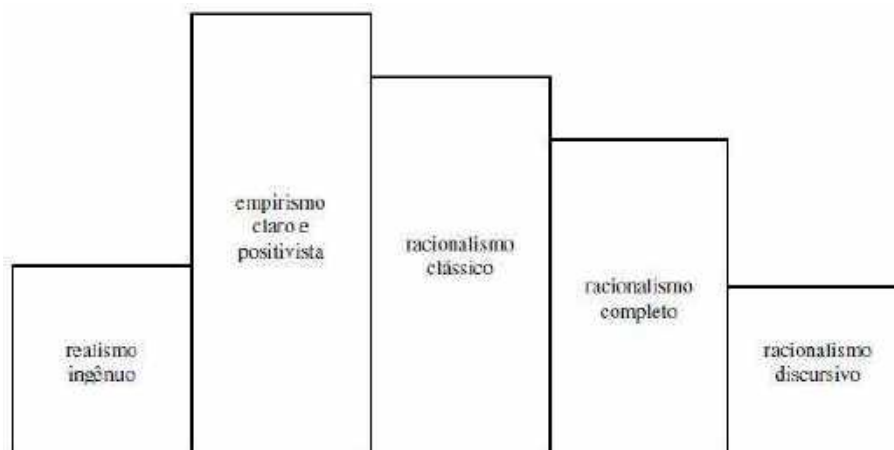 realismo
ingênuo
empirismo
claro e
positivista
racionalismo
clássico
racionalismo
completo
racionalismo
discursivo